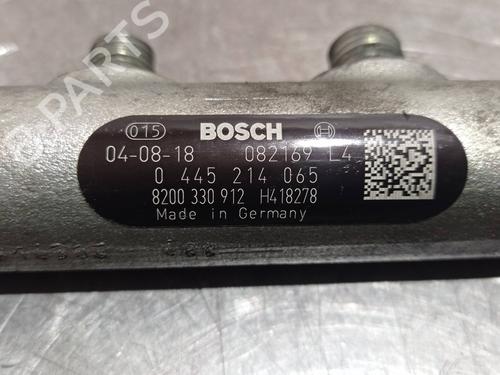 015 BOSCH
04-08-18 082169 L4
0 445 214 065
8200 330 912 H418278
Made in Germany
B-PARTS